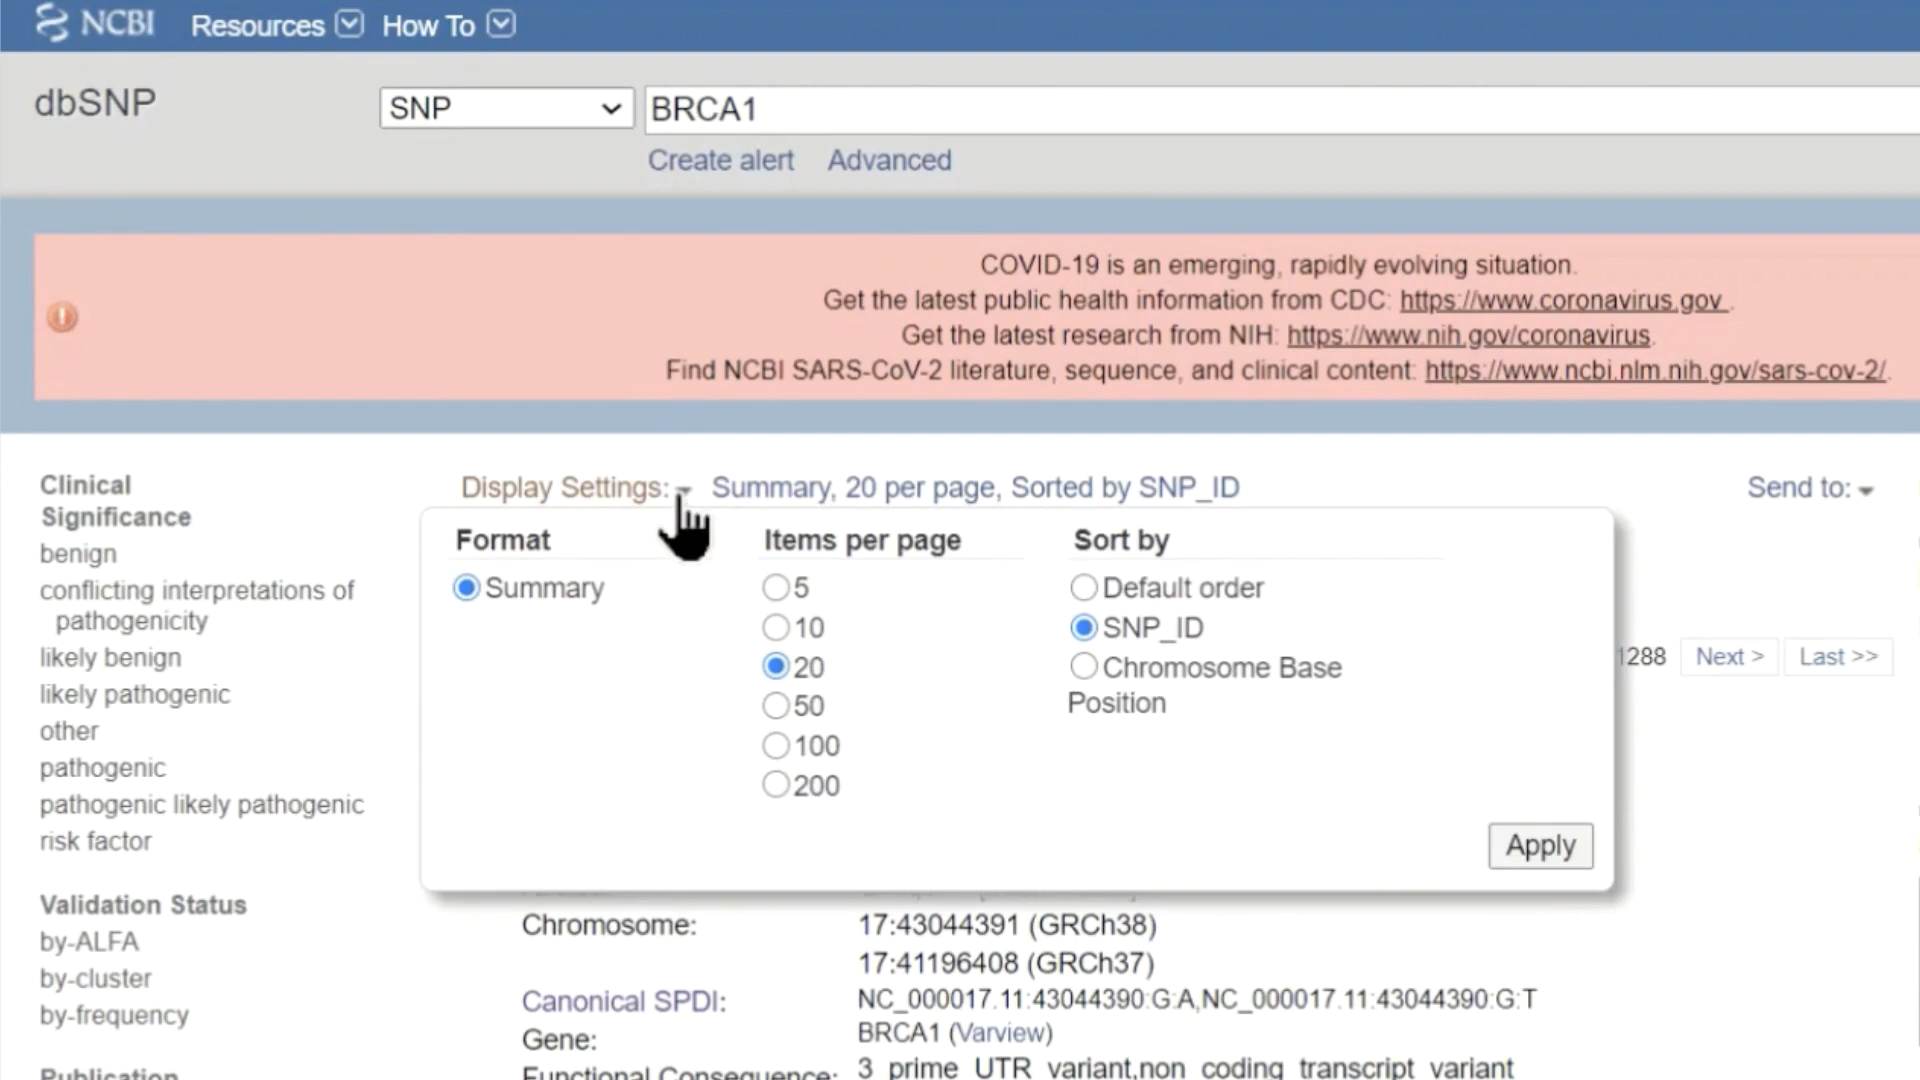 NCBI Resources How To
dbSNP
SNP
BRCA1
Create alert Advanced
COVID-19 is an emerging, rapidly evolving situation.
Get the latest public health information from CDC: https://www.coronavirus.gov .
Get the latest research from NIH: https://www.nih.gov/coronavirus.
Find NCBI SARS-CoV-2 literature, sequence, and clinical content: https://www.ncbi.nlm.nih.gov/sars-cov-2/.
Clinical
Significance
benign
conflicting interpretations of
pathogenicity
likely benign
likely pathogenic
other
pathogenic
pathogenic likely pathogenic
risk factor
Validation Status
by-ALFA
by-cluster
by-frequency
Publication
Display Settings: Summary, 20 per page, Sorted by SNP_ID
Send to:
Format
Summary
Items per page
5
10
20
50
100
200
Sort by
Default order
SNP_ID
Chromosome Base
Position
Apply
1288 Next > Last >>
Chromosome: 17:43044391 (GRCh38)
17:41196408 (GRCh37)
Canonical SPDI: NC_000017.11:43044390:G:A,NC_000017.11:43044390:G:T
Gene: BRCA1 (Varview)
Functional Consequence: 3_prime_UTR_variant,non_coding_transcript_variant